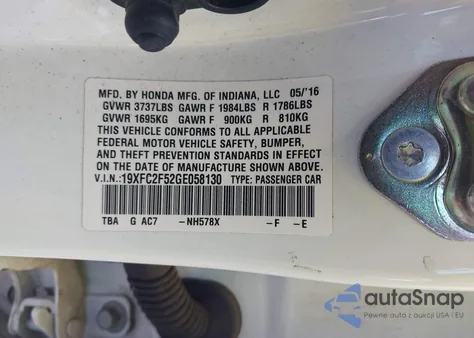 MFD. BY HONDA MFG. OF INDIANA, LLC 05/'16
GVWR 3737LBS GAWR F 1984LBS R 1786LBS
GVWR 1695KG GAWR F 900KG R 810KG
THIS VEHICLE CONFORMS TO ALL APPLICABLE
FEDERAL MOTOR VEHICLE SAFETY, BUMPER,
AND THEFT PREVENTION STANDARDS IN EFFECT
ON THE DATE OF MANUFACTURE SHOWN ABOVE.
V.I.N.:19XFC2F52GE058130 TYPE: PASSENGER CAR
TBA G AC7 -NH578X -F -E
autoSnap
Pewne auta z importu USA i EU